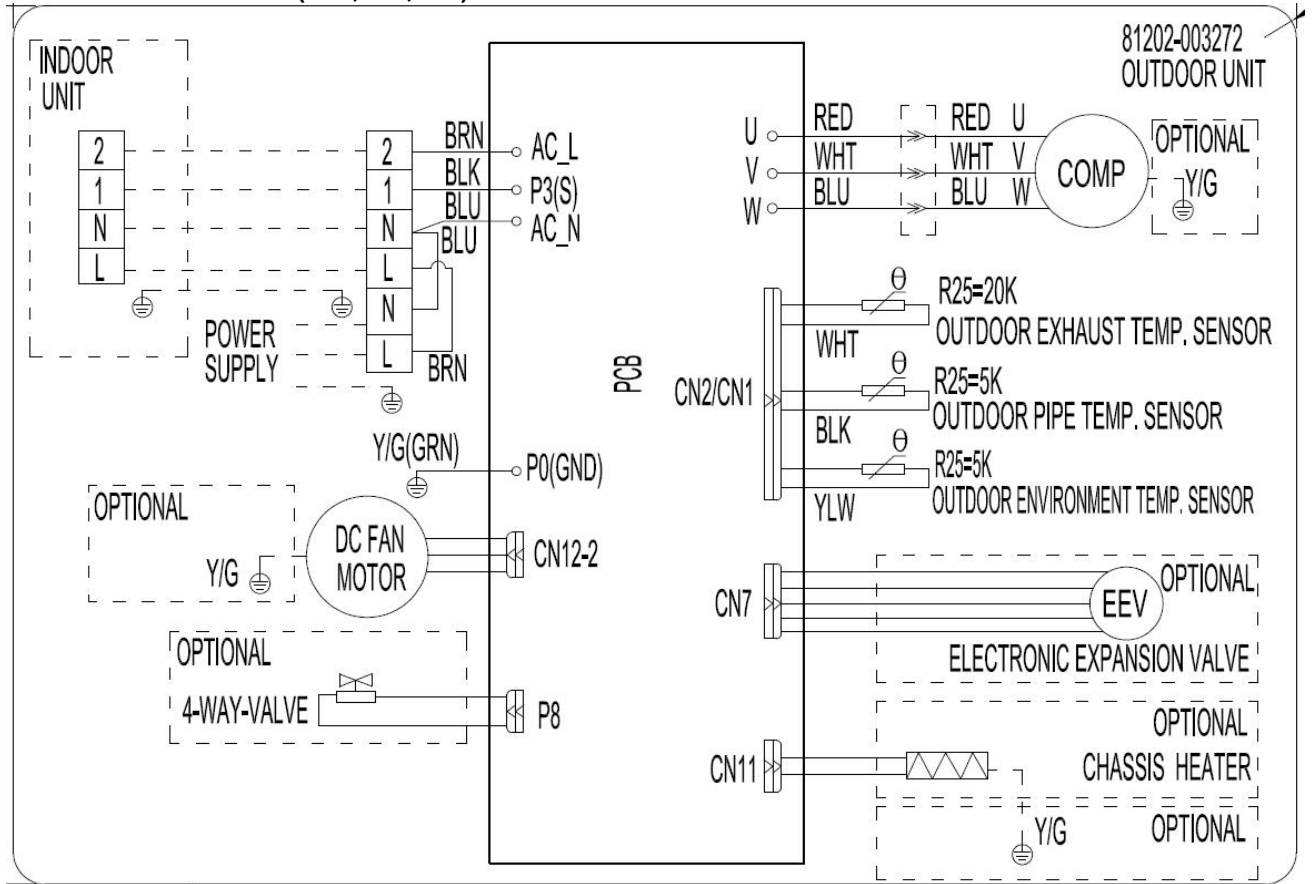 81202-003272
OUTDOOR UNIT
INDOOR
UNIT
2
1
N
L
2
1
N
L
N
L
BRN
BLK
BLU
BLU
BRN
AC_L
P3(S)
AC_N
POWER
SUPPLY
Y/G(GRN)
P0(GND)
OPTIONAL
Y/G
DC FAN
MOTOR
CN12-2
OPTIONAL
4-WAY-VALVE
P8
PCB
U
V
W
RED
WHT
BLU
RED U
WHT V
BLU W
COMP
OPTIONAL
Y/G
CN2/CN1
θ
R25=20K
WHT
OUTDOOR EXHAUST TEMP. SENSOR
θ
R25=5K
BLK
OUTDOOR PIPE TEMP. SENSOR
θ
R25=5K
YLW
OUTDOOR ENVIRONMENT TEMP. SENSOR
CN7
EEV
OPTIONAL
ELECTRONIC EXPANSION VALVE
CN11
OPTIONAL
CHASSIS HEATER
Y/G
OPTIONAL